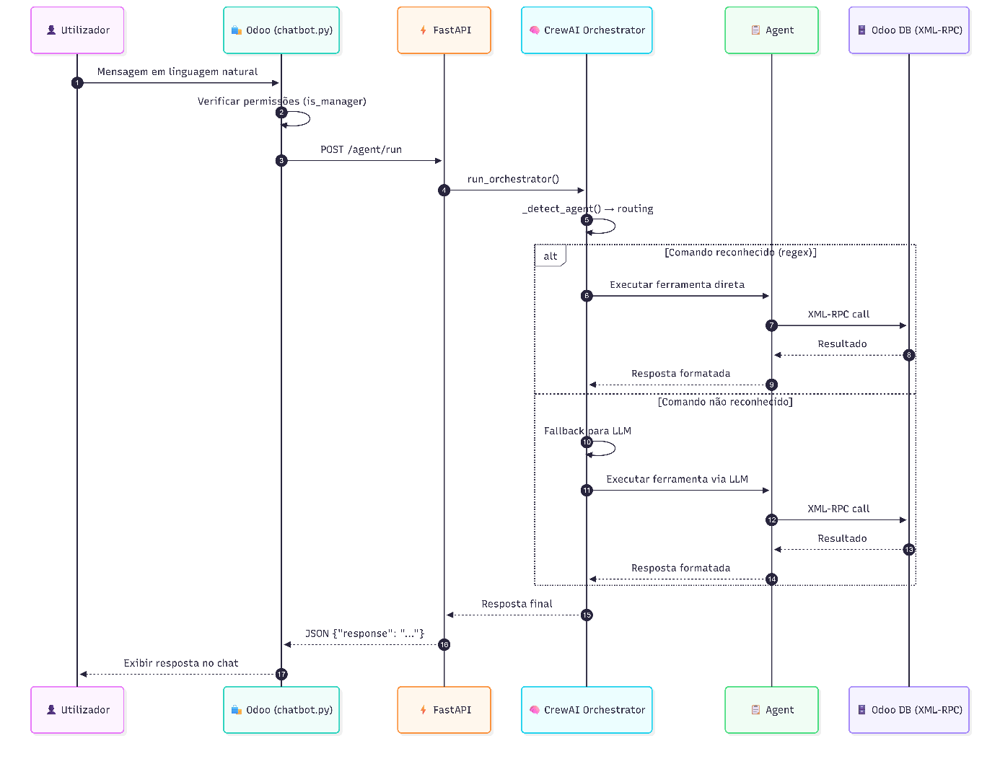 Utilizador
Odoo (chatbot.py)
FastAPI
CrewAI Orchestrator
Agent
Odoo DB (XML-RPC)
Mensagem em linguagem natural
1
Verificar permissões (is_manager)
2
POST /agent/run
3
run_orchestrator()
4
_detect_agent() → routing
5
alt
[Comando reconhecido (regex)]
Executar ferramenta direta
6
XML-RPC call
7
Resultado
8
Resposta formatada
9
[Comando não reconhecido]
Fallback para LLM
10
Executar ferramenta via LLM
11
XML-RPC call
12
Resultado
13
Resposta formatada
14
Resposta final
15
JSON {"response": "..."}
16
Exibir resposta no chat
17
Utilizador
Odoo (chatbot.py)
FastAPI
CrewAI Orchestrator
Agent
Odoo DB (XML-RPC)